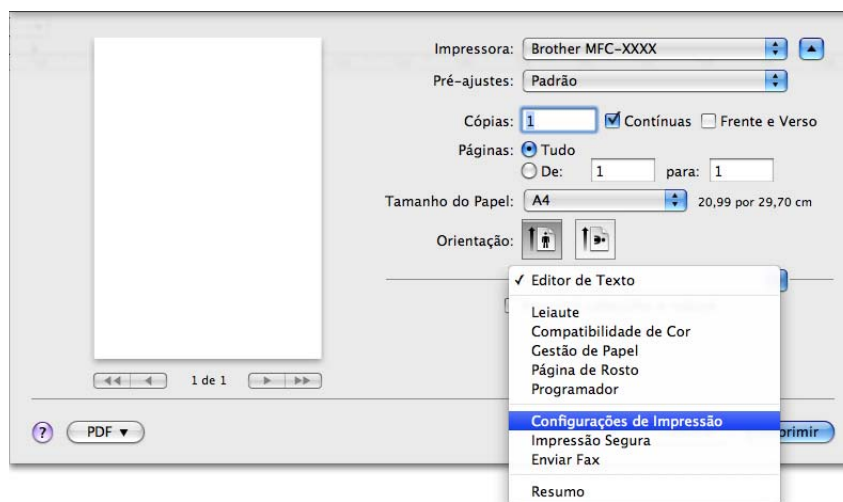 Impressora: Brother MFC-XXXX
Pré-ajustes: Padrão
Cópias: 1 Contínuas Frente e Verso
Páginas: Tudo
De: 1 para: 1
Tamanho do Papel: A4 20,99 por 29,70 cm
Orientação:
✓ Editor de Texto
Leiaute
Compatibilidade de Cor
Gestão de Papel
Página de Rosto
Programador
1 de 1
Configurações de Impressão
? PDF ▼ primir
Impressão Segura
Enviar Fax
Resumo